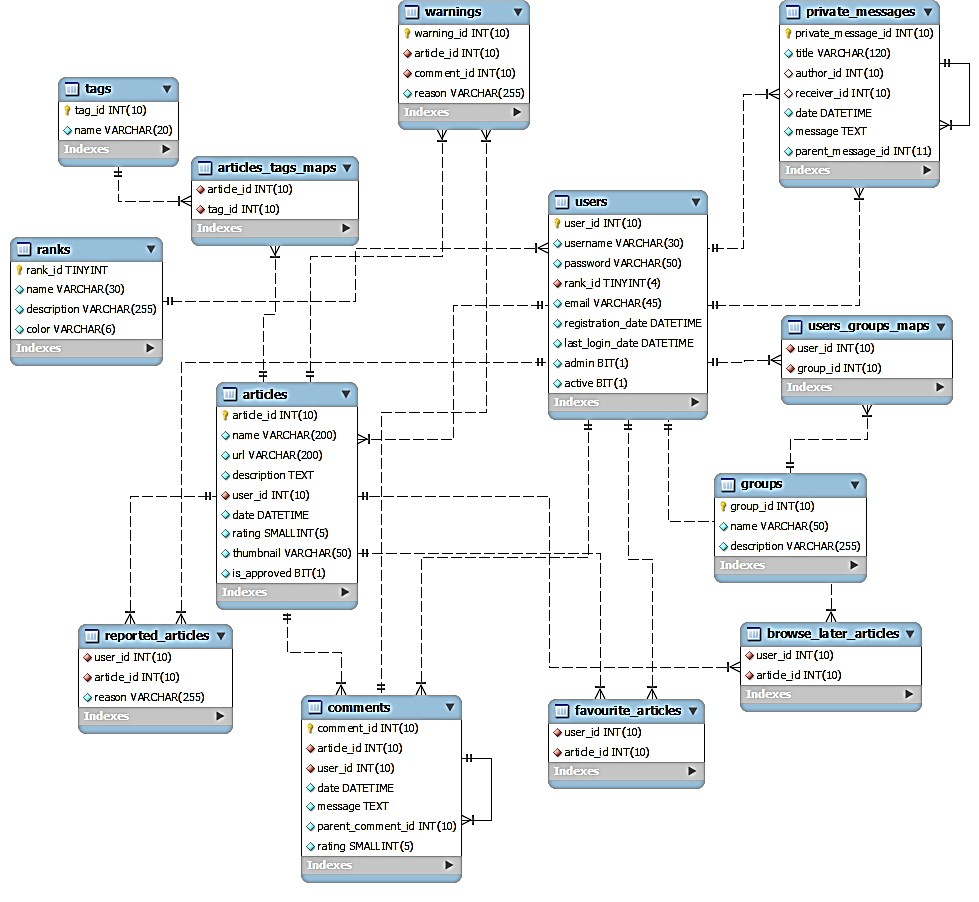 warnings
warning_id INT(10)
article_id INT(10)
comment_id INT(10)
reason VARCHAR(255)
Indexes
private_messages
private_message_id INT(10)
title VARCHAR(120)
author_id INT(10)
receiver_id INT(10)
date DATETIME
message TEXT
parent_message_id INT(11)
Indexes
tags
tag_id INT(10)
name VARCHAR(20)
Indexes
articles_tags_maps
article_id INT(10)
tag_id INT(10)
Indexes
users
user_id INT(10)
username VARCHAR(30)
password VARCHAR(50)
rank_id TINYINT(4)
email VARCHAR(45)
registration_date DATETIME
last_login_date DATETIME
admin BIT(1)
active BIT(1)
Indexes
ranks
rank_id TINYINT
name VARCHAR(30)
description VARCHAR(255)
color VARCHAR(6)
Indexes
users_groups_maps
user_id INT(10)
group_id INT(10)
Indexes
articles
article_id INT(10)
name VARCHAR(200)
url VARCHAR(200)
description TEXT
user_id INT(10)
date DATETIME
rating SMALLINT(5)
thumbnail VARCHAR(50)
is_approved BIT(1)
Indexes
groups
group_id INT(10)
name VARCHAR(50)
description VARCHAR(255)
Indexes
reported_articles
user_id INT(10)
article_id INT(10)
reason VARCHAR(255)
Indexes
browse_later_articles
user_id INT(10)
article_id INT(10)
Indexes
comments
comment_id INT(10)
article_id INT(10)
user_id INT(10)
date DATETIME
message TEXT
parent_comment_id INT(10)
rating SMALLINT(5)
Indexes
favourite_articles
user_id INT(10)
article_id INT(10)
Indexes